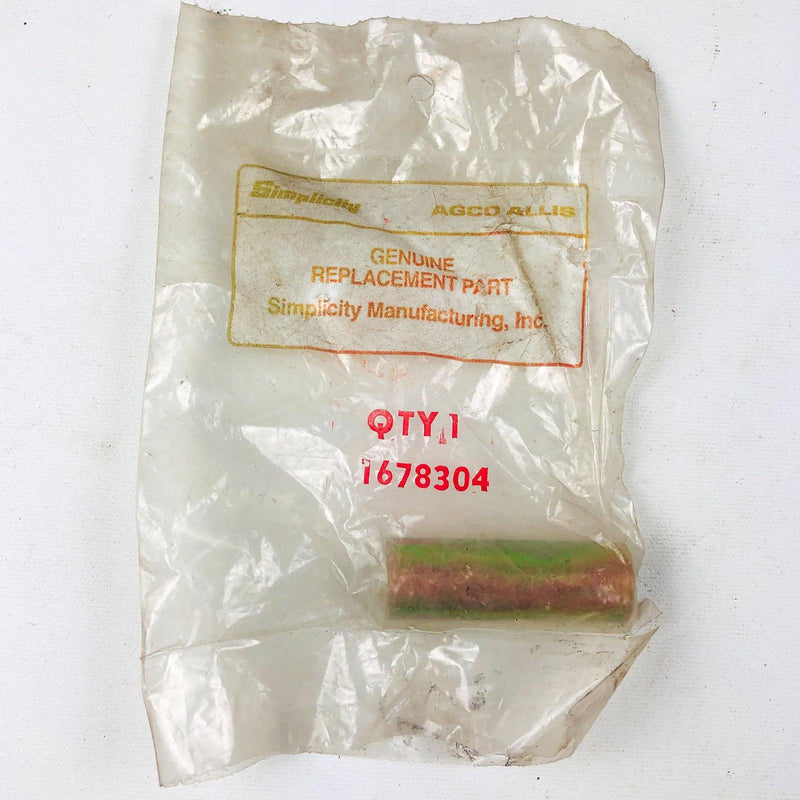 Simplicity AGCO ALLIS
GENUINE
REPLACEMENT PART
Simplicity Manufacturing, Inc.
QTY.1
1678304